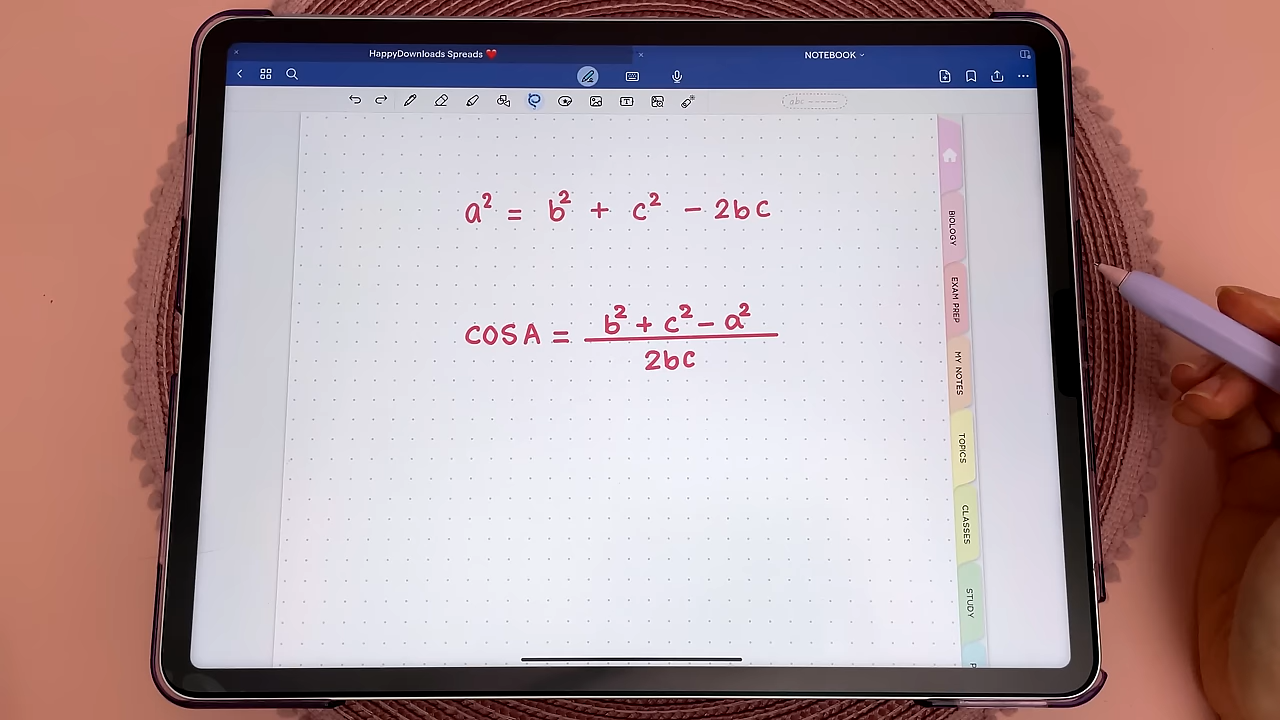 HappyDownloads Spreads ❤️
NOTEBOOK
abc
a² = b² + c² - 2bc
COSA = b² + c² - a² / 2bc
BIOLOGY
EXAM PREP
MY NOTES
TOPICS
CLASSES
STUDY
P